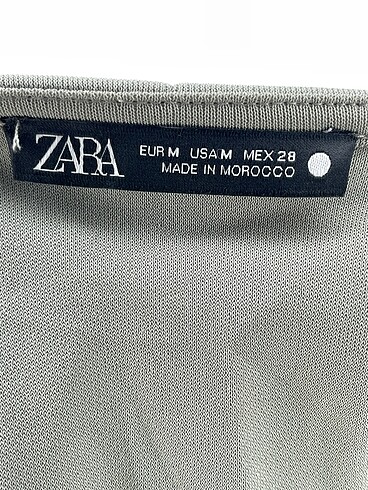 ZARA
EUR M USA M MEX 28
MADE IN MOROCCO